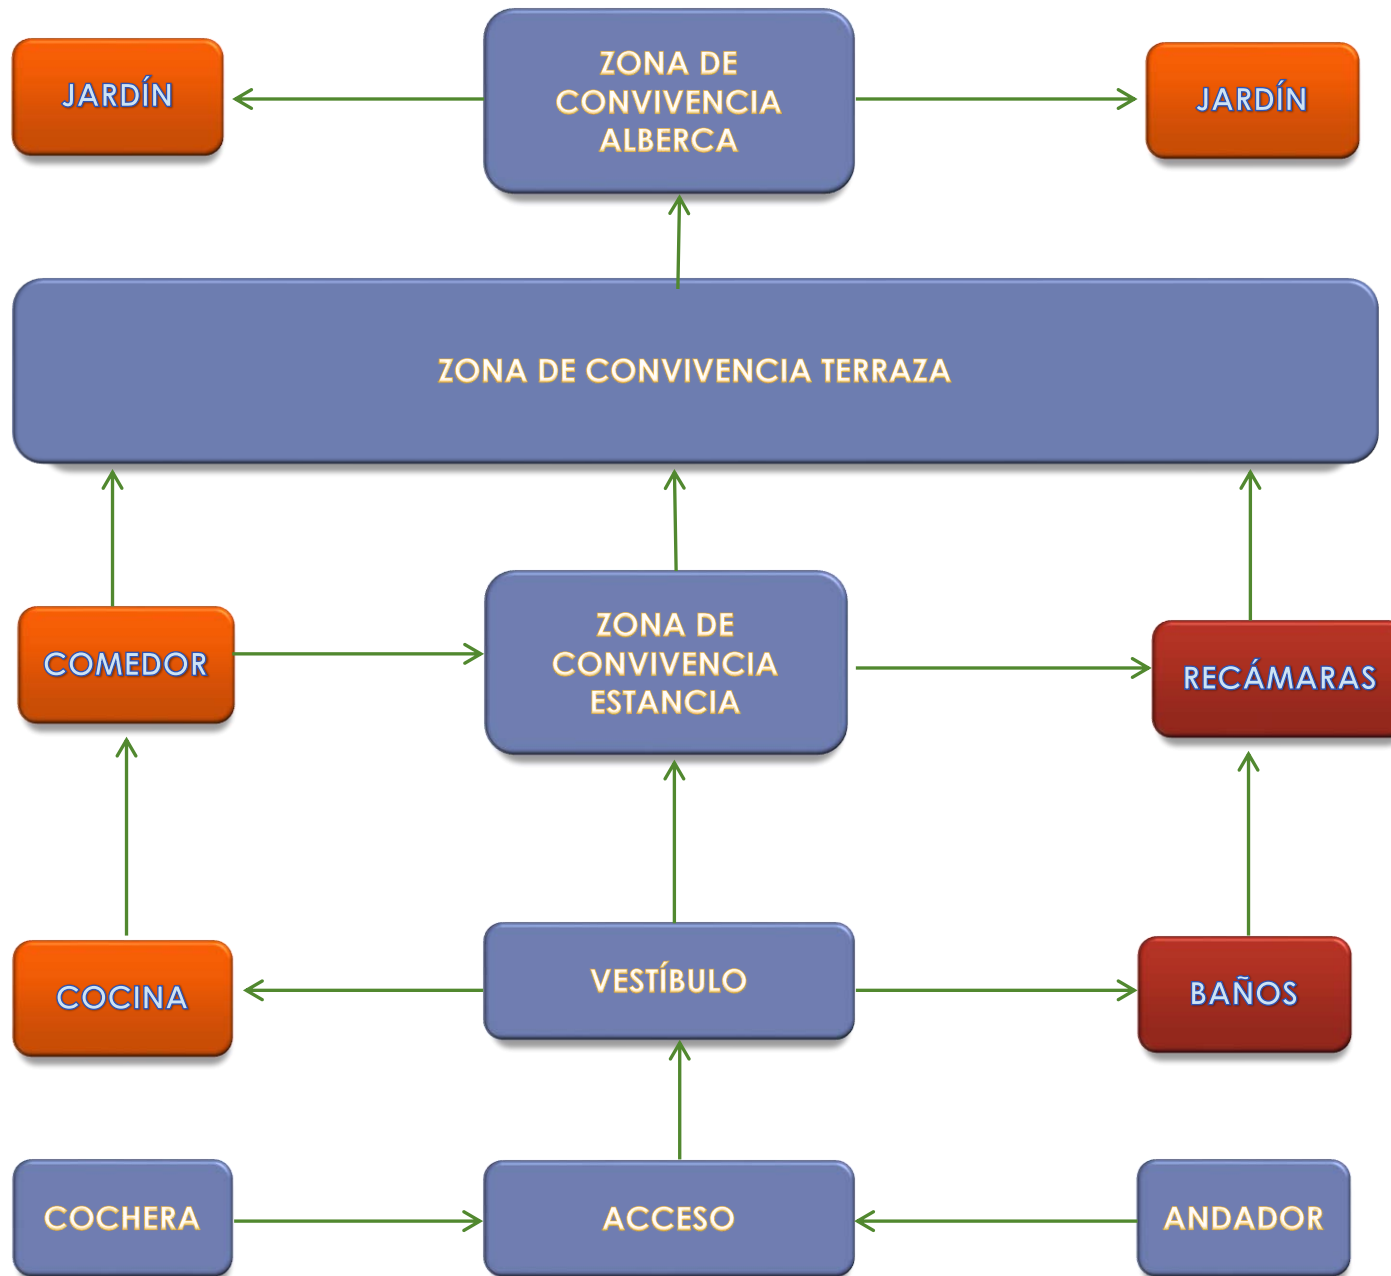 JARDÍN
ZONA DE
CONVIVENCIA
ALBERCA
JARDÍN
ZONA DE CONVIVENCIA TERRAZA
COMEDOR
ZONA DE
CONVIVENCIA
ESTANCIA
RECÁMARAS
COCINA
VESTÍBULO
BAÑOS
COCHERA
ACCESO
ANDADOR